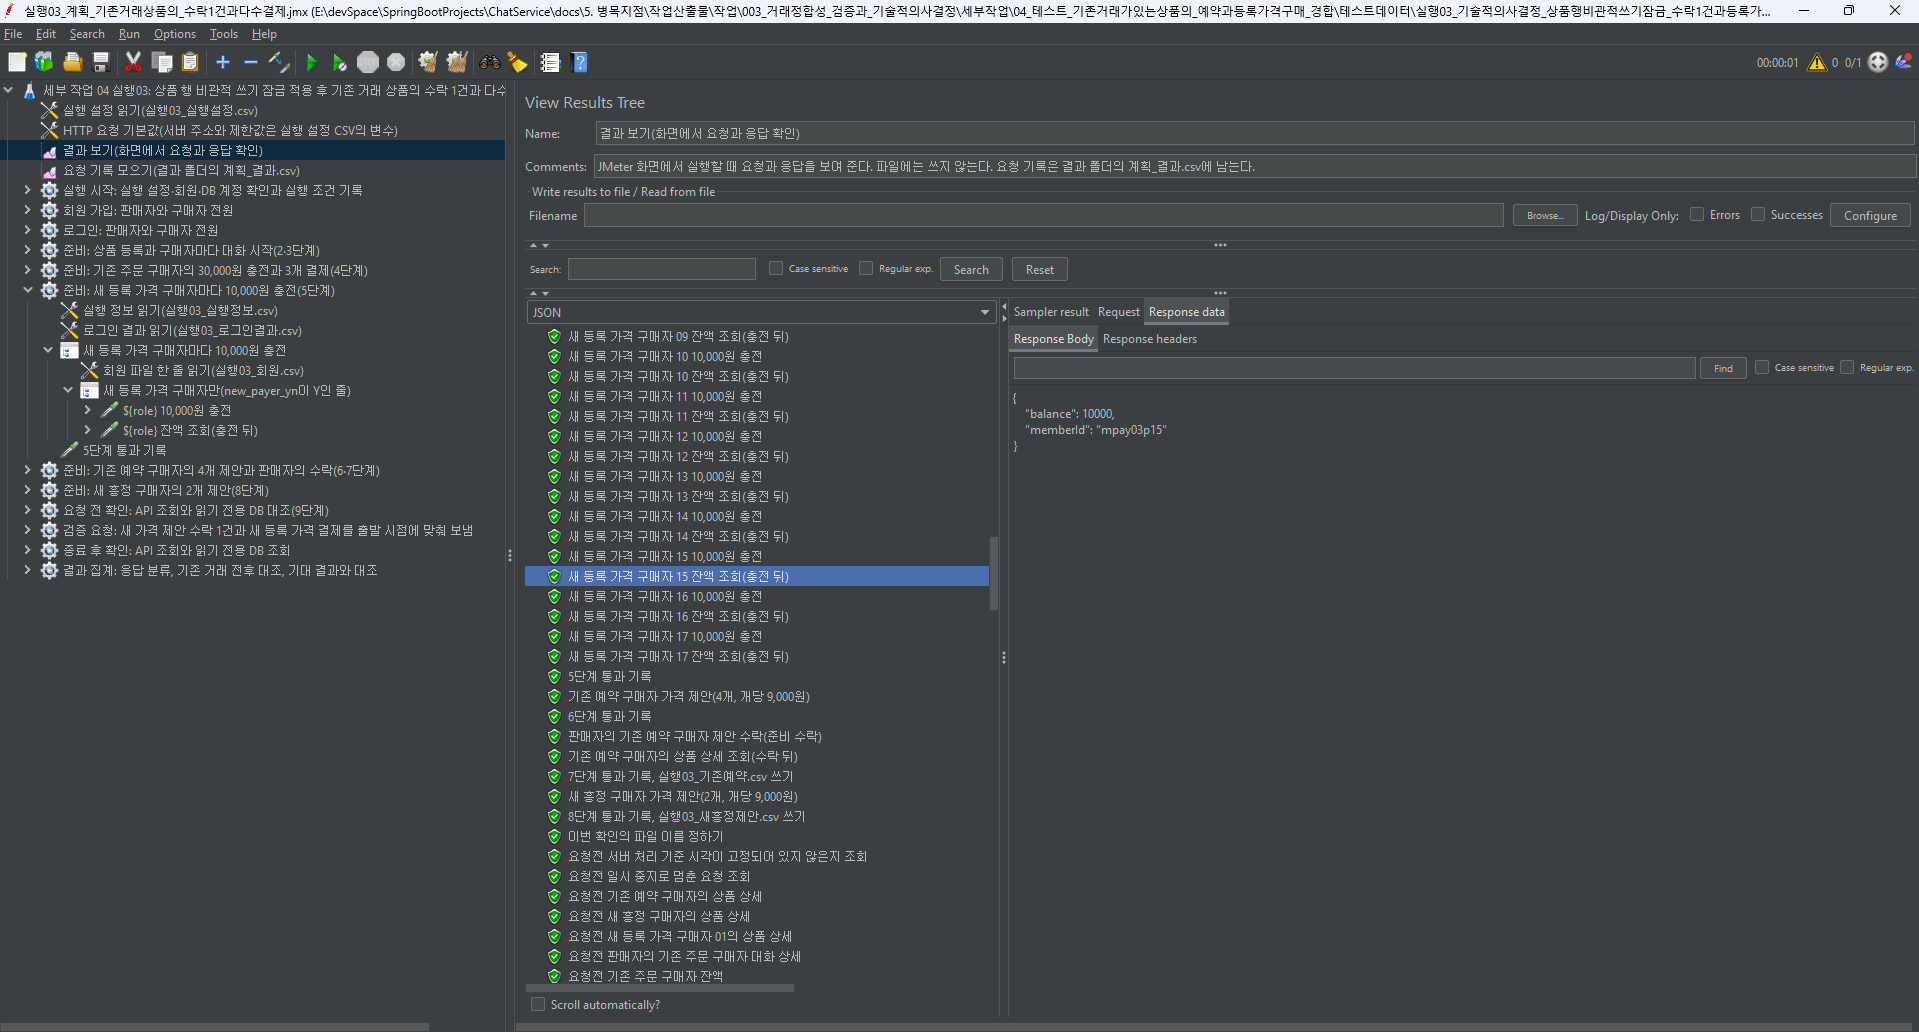 실행03_계획_기존거래상품의_수락1건과다수결제.jmx (E:\devSpace\SpringBootProjects\ChatService\docs\5. 병목지점\작업산출물\작업\003_거래정합성_검증과_기술적의사결정\세부작업\04_테스트_기존거래가있는상품의_예약과등록가격구매_경합\테스트데이터\실행03_기술적의사결정_상품행비관적쓰기잠금_수락1건과등록가...
File Edit Search Run Options Tools Help
00:00:01 0 0/1
세부 작업 04 실행03: 상품 행 비관적 쓰기 잠금 적용 후 기존 거래 상품의 수락 1건과 다수
실행 설정 읽기(실행03_실행설정.csv)
HTTP 요청 기본값(서버 주소와 제한값은 실행 설정 CSV의 변수)
결과 보기(화면에서 요청과 응답 확인)
요청 기록 모으기(결과 폴더의 계획_결과.csv)
실행 시작: 실행 설정·회원·DB 계정 확인과 실행 조건 기록
회원 가입: 판매자와 구매자 전원
로그인: 판매자와 구매자 전원
준비: 상품 등록과 구매자마다 대화 시작(2·3단계)
준비: 기존 주문 구매자의 30,000원 충전과 3개 결제(4단계)
준비: 새 등록 가격 구매자마다 10,000원 충전(5단계)
실행 정보 읽기(실행03_실행정보.csv)
로그인 결과 읽기(실행03_로그인결과.csv)
새 등록 가격 구매자마다 10,000원 충전
회원 파일 한 줄 읽기(실행03_회원.csv)
새 등록 가격 구매자만(new_payer_yn이 Y인 줄)
${role} 10,000원 충전
${role} 잔액 조회(충전 뒤)
5단계 통과 기록
준비: 기존 예약 구매자의 4개 제안과 판매자의 수락(6·7단계)
준비: 새 흥정 구매자의 2개 제안(8단계)
요청 전 확인: API 조회와 읽기 전용 DB 대조(9단계)
검증 요청: 새 가격 제안 수락 1건과 새 등록 가격 결제를 출발 시점에 맞춰 보냄
종료 후 확인: API 조회와 읽기 전용 DB 조회
결과 집계: 응답 분류, 기존 거래 전후 대조, 기대 결과와 대조
View Results Tree
Name: 결과 보기(화면에서 요청과 응답 확인)
Comments: JMeter 화면에서 실행할 때 요청과 응답을 보여 준다. 파일에는 쓰지 않는다. 요청 기록은 결과 폴더의 계획_결과.csv에 남는다.
Write results to file / Read from file
Filename Browse... Log/Display Only: Errors Successes Configure
Search: Case sensitive Regular exp. Search Reset
JSON
새 등록 가격 구매자 09 잔액 조회(충전 뒤)
새 등록 가격 구매자 10 10,000원 충전
새 등록 가격 구매자 10 잔액 조회(충전 뒤)
새 등록 가격 구매자 11 10,000원 충전
새 등록 가격 구매자 11 잔액 조회(충전 뒤)
새 등록 가격 구매자 12 10,000원 충전
새 등록 가격 구매자 12 잔액 조회(충전 뒤)
새 등록 가격 구매자 13 10,000원 충전
새 등록 가격 구매자 13 잔액 조회(충전 뒤)
새 등록 가격 구매자 14 10,000원 충전
새 등록 가격 구매자 14 잔액 조회(충전 뒤)
새 등록 가격 구매자 15 10,000원 충전
새 등록 가격 구매자 15 잔액 조회(충전 뒤)
새 등록 가격 구매자 16 10,000원 충전
새 등록 가격 구매자 16 잔액 조회(충전 뒤)
새 등록 가격 구매자 17 10,000원 충전
새 등록 가격 구매자 17 잔액 조회(충전 뒤)
5단계 통과 기록
기존 예약 구매자 가격 제안(4개, 개당 9,000원)
6단계 통과 기록
판매자의 기존 예약 구매자 제안 수락(준비 수락)
기존 예약 구매자의 상품 상세 조회(수락 뒤)
7단계 통과 기록, 실행03_기존예약.csv 쓰기
새 흥정 구매자 가격 제안(2개, 개당 9,000원)
8단계 통과 기록, 실행03_새흥정제안.csv 쓰기
이번 확인의 파일 이름 정하기
요청전 서버 처리 기준 시각이 고정되어 있지 않은지 조회
요청전 일시 중지로 멈춘 요청 조회
요청전 기존 예약 구매자의 상품 상세
요청전 새 흥정 구매자의 상품 상세
요청전 새 등록 가격 구매자 01의 상품 상세
요청전 판매자의 기존 주문 구매자 대화 상세
요청전 기존 주문 구매자 잔액
Scroll automatically?
Sampler result Request Response data
Response Body Response headers
Find Case sensitive Regular exp.
{
"balance": 10000,
"memberId": "mpay03p15"
}